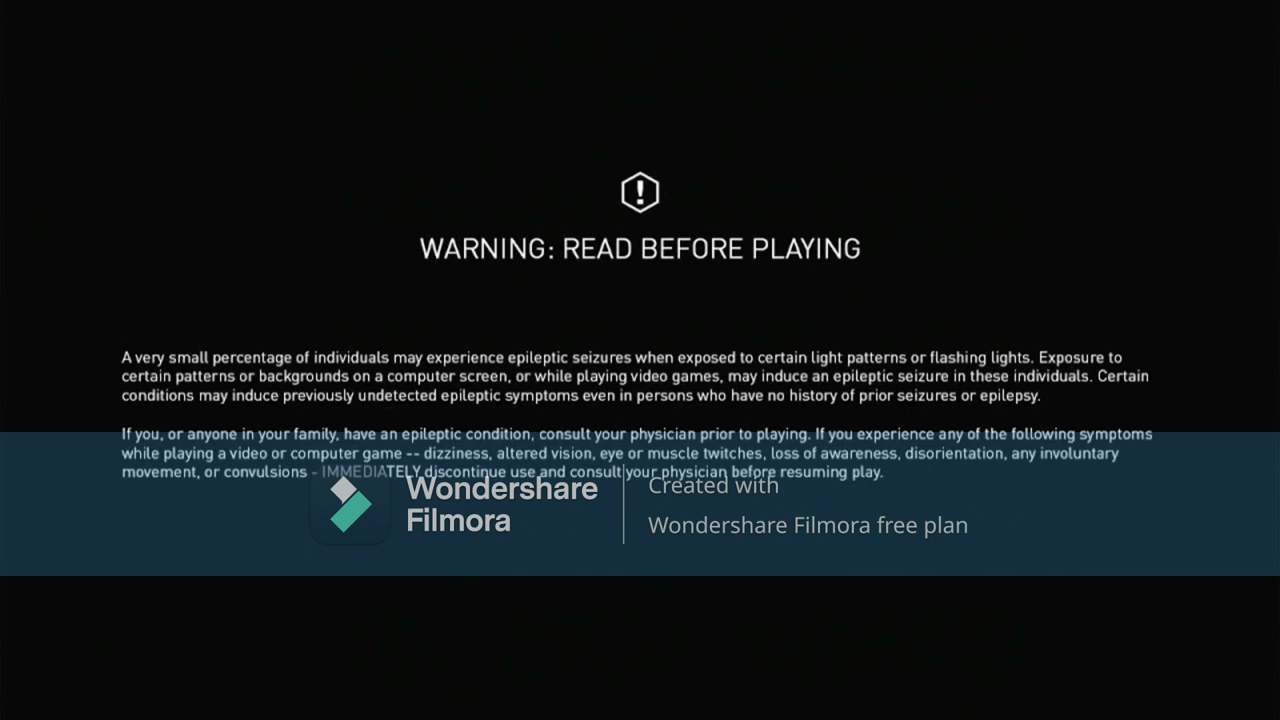 WARNING: READ BEFORE PLAYING
A very small percentage of individuals may experience epileptic seizures when exposed to certain light patterns or flashing lights. Exposure to
certain patterns or backgrounds on a computer screen, or while playing video games, may induce an epileptic seizure in these individuals. Certain
conditions may induce previously undetected epileptic symptoms even in persons who have no history of prior seizures or epilepsy.
If you, or anyone in your family, have an epileptic condition, consult your physician prior to playing. If you experience any of the following symptoms
while playing a video or computer game -- dizziness, altered vision, eye or muscle twitches, loss of awareness, disorientation, any involuntary
movement, or convulsions - IMMEDIATELY discontinue use and consult your physician before resuming play.
Wondershare
Filmora
Created with
Wondershare Filmora free plan